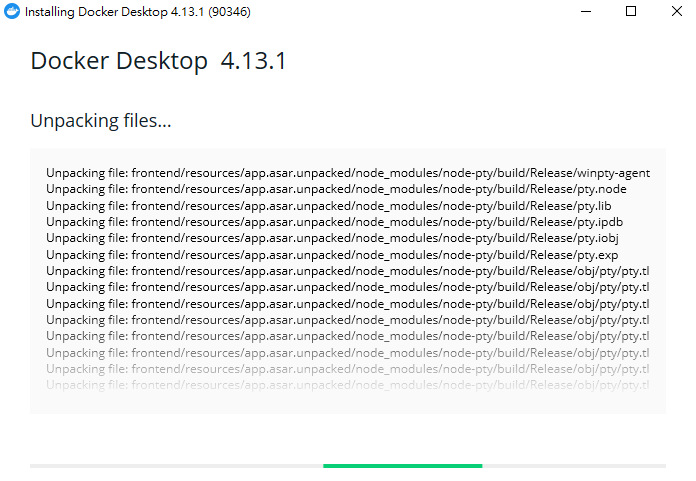 Installing Docker Desktop 4.13.1 (90346)
Docker Desktop 4.13.1
Unpacking files...
Unpacking file: frontend/resources/app.asar.unpacked/node_modules/node-pty/build/Release/winpty-agent
Unpacking file: frontend/resources/app.asar.unpacked/node_modules/node-pty/build/Release/pty.node
Unpacking file: frontend/resources/app.asar.unpacked/node_modules/node-pty/build/Release/pty.lib
Unpacking file: frontend/resources/app.asar.unpacked/node_modules/node-pty/build/Release/pty.ipdb
Unpacking file: frontend/resources/app.asar.unpacked/node_modules/node-pty/build/Release/pty.iobj
Unpacking file: frontend/resources/app.asar.unpacked/node_modules/node-pty/build/Release/pty.exp
Unpacking file: frontend/resources/app.asar.unpacked/node_modules/node-pty/build/Release/obj/pty/pty.tl
Unpacking file: frontend/resources/app.asar.unpacked/node_modules/node-pty/build/Release/obj/pty/pty.tl
Unpacking file: frontend/resources/app.asar.unpacked/node_modules/node-pty/build/Release/obj/pty/pty.tl
Unpacking file: frontend/resources/app.asar.unpacked/node_modules/node-pty/build/Release/obj/pty/pty.tl
Unpacking file: frontend/resources/app.asar.unpacked/node_modules/node-pty/build/Release/obj/pty/pty.tl
Unpacking file: frontend/resources/app.asar.unpacked/node_modules/node-pty/build/Release/obj/pty/pty.tl
Unpacking file: frontend/resources/app.asar.unpacked/node_modules/node-pty/build/Release/obj/pty/pty.tl
Unpacking file: frontend/resources/app.asar.unpacked/node_modules/node-pty/build/Release/obj/pty/pty.tl